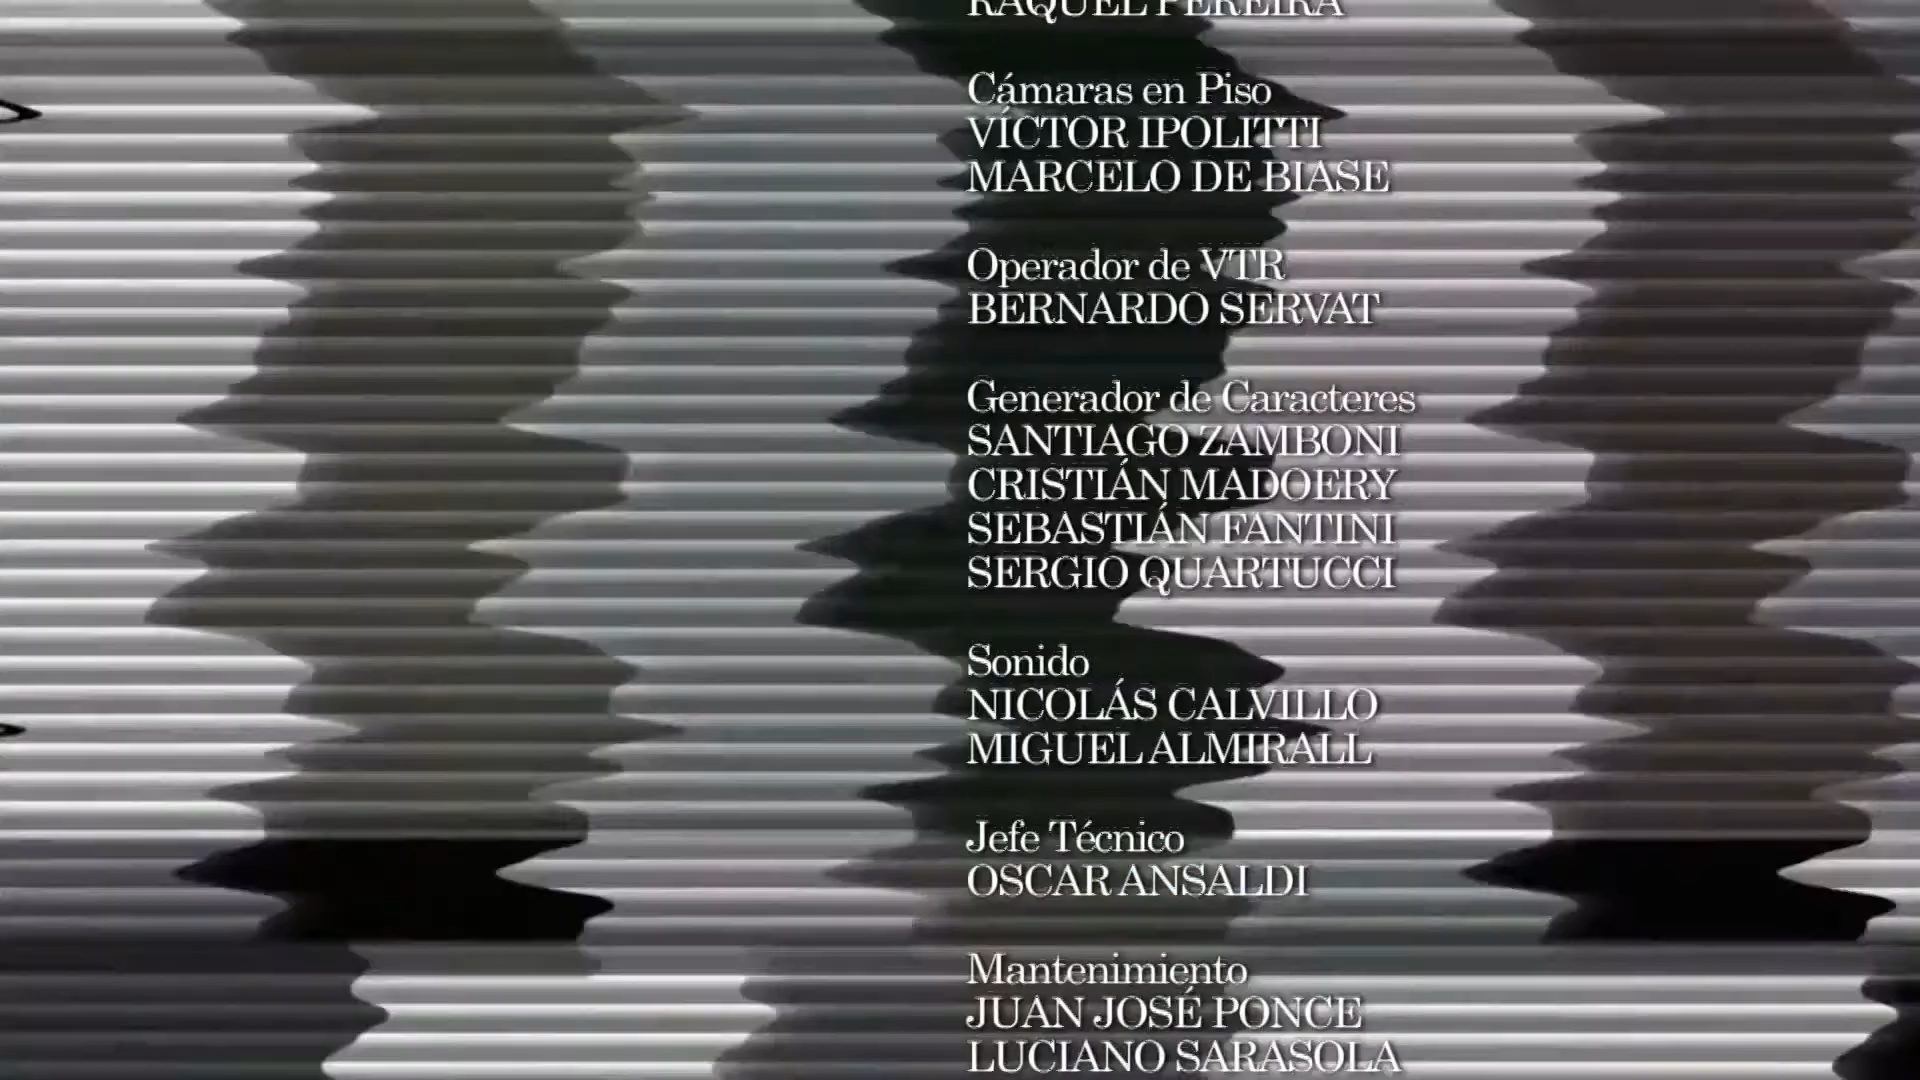 RAQUEL PEREIRA
Cámaras en Piso
VÍCTOR IPOLITTI
MARCELO DE BIASE
Operador de VTR
BERNARDO SERVAT
Generador de Caracteres
SANTIAGO ZAMBONI
CRISTIÁN MADOERY
SEBASTIÁN FANTINI
SERGIO QUARTUCCI
Sonido
NICOLÁS CALVILLO
MIGUEL ALMIRALL
Jefe Técnico
OSCAR ANSALDI
Mantenimiento
JUAN JOSÉ PONCE
LUCIANO SARASOLA